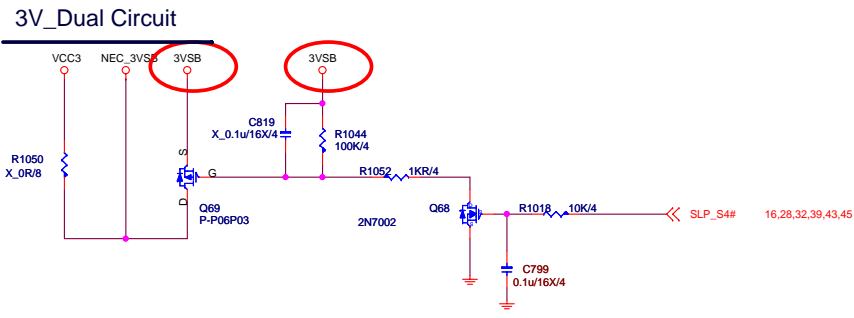 3V_Dual Circuit
VCC3 NEC_3VSB 3VSB 3VSB
C819
X_0.1u/16X/4
R1044
100K/4
R1050
X_0R/8
S
G
D
R1052 1KR/4
Q69
P-P06P03
2N7002
Q68
R1018 10K/4
SLP_S4# 16,28,32,39,43,45
C799
0.1u/16X/4